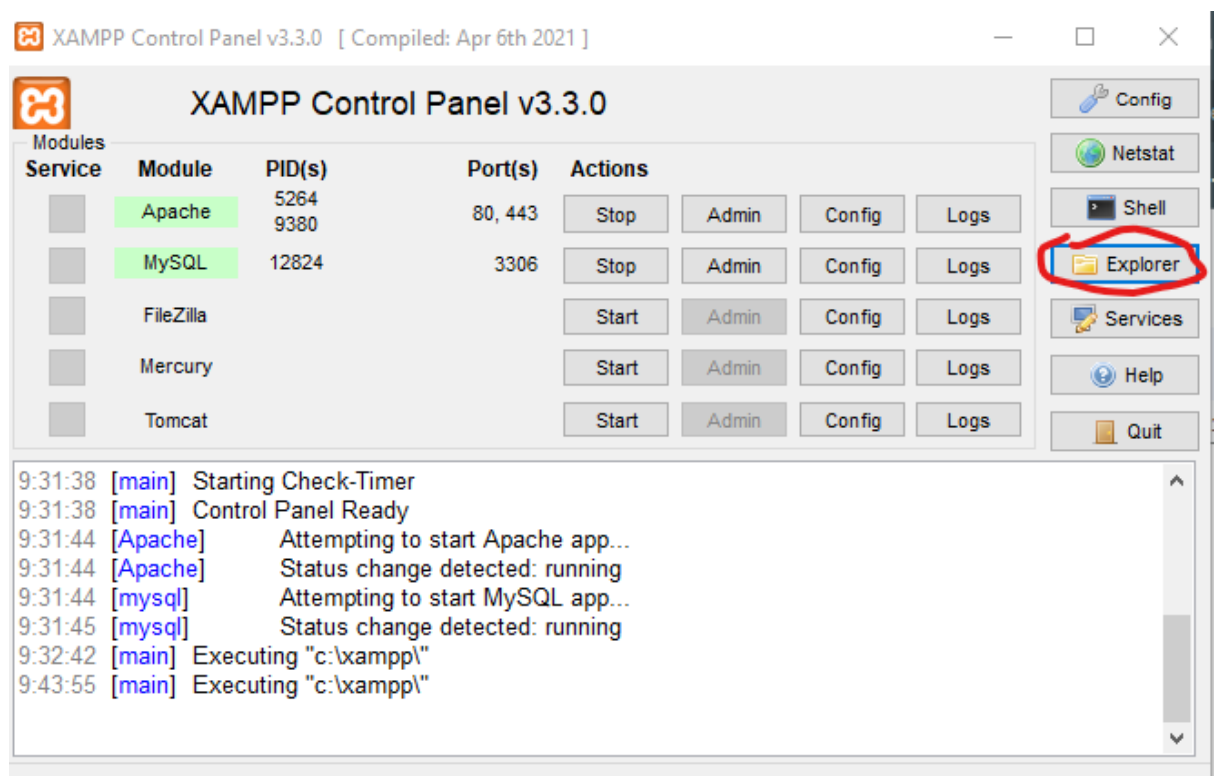 XAMPP Control Panel v3.3.0 [ Compiled: Apr 6th 2021 ]
XAMPP Control Panel v3.3.0
Config
Modules
Service Module PID(s) Port(s) Actions
Netstat
Apache 5264 9380 80, 443 Stop Admin Config Logs
Shell
MySQL 12824 3306 Stop Admin Config Logs
Explorer
FileZilla Start Admin Config Logs
Services
Mercury Start Admin Config Logs
Help
Tomcat Start Admin Config Logs
Quit
9:31:38 [main] Starting Check-Timer
9:31:38 [main] Control Panel Ready
9:31:44 [Apache] Attempting to start Apache app...
9:31:44 [Apache] Status change detected: running
9:31:44 [mysql] Attempting to start MySQL app...
9:31:45 [mysql] Status change detected: running
9:32:42 [main] Executing "c:\xampp\"
9:43:55 [main] Executing "c:\xampp\"